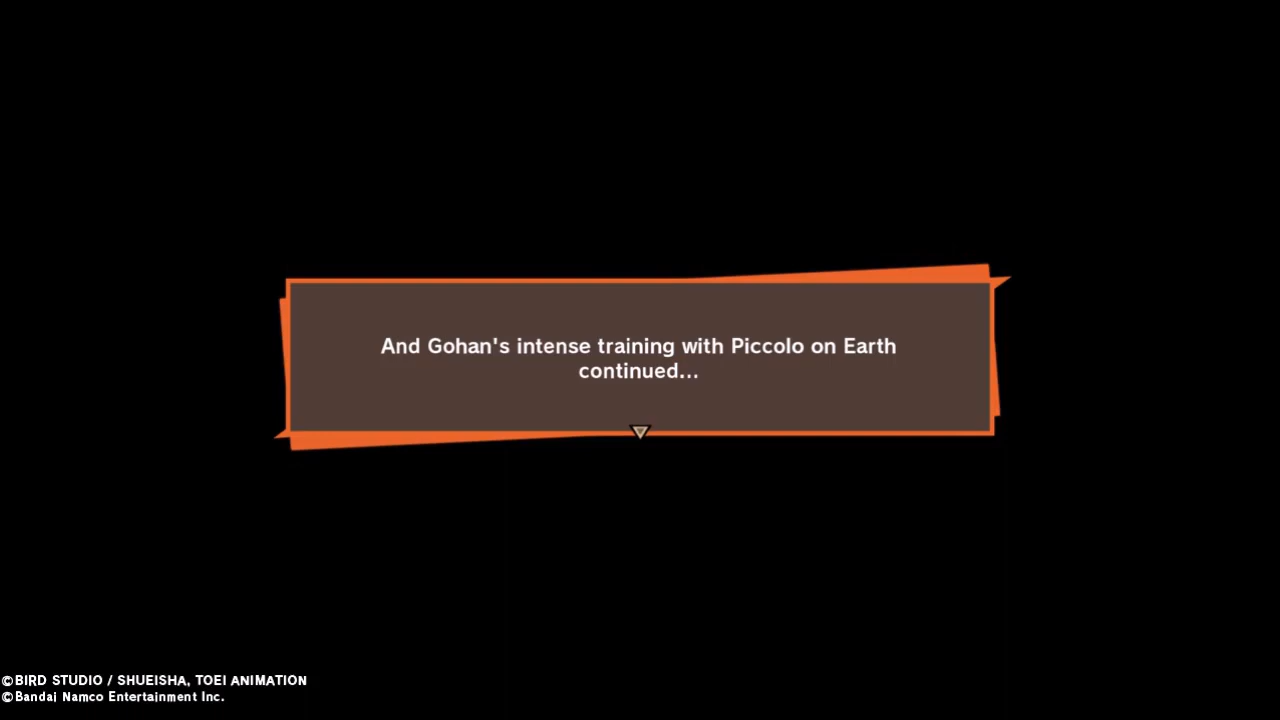 And Gohan's intense training with Piccolo on Earth
continued...
©BIRD STUDIO / SHUEISHA, TOEI ANIMATION
©Bandai Namco Entertainment Inc.